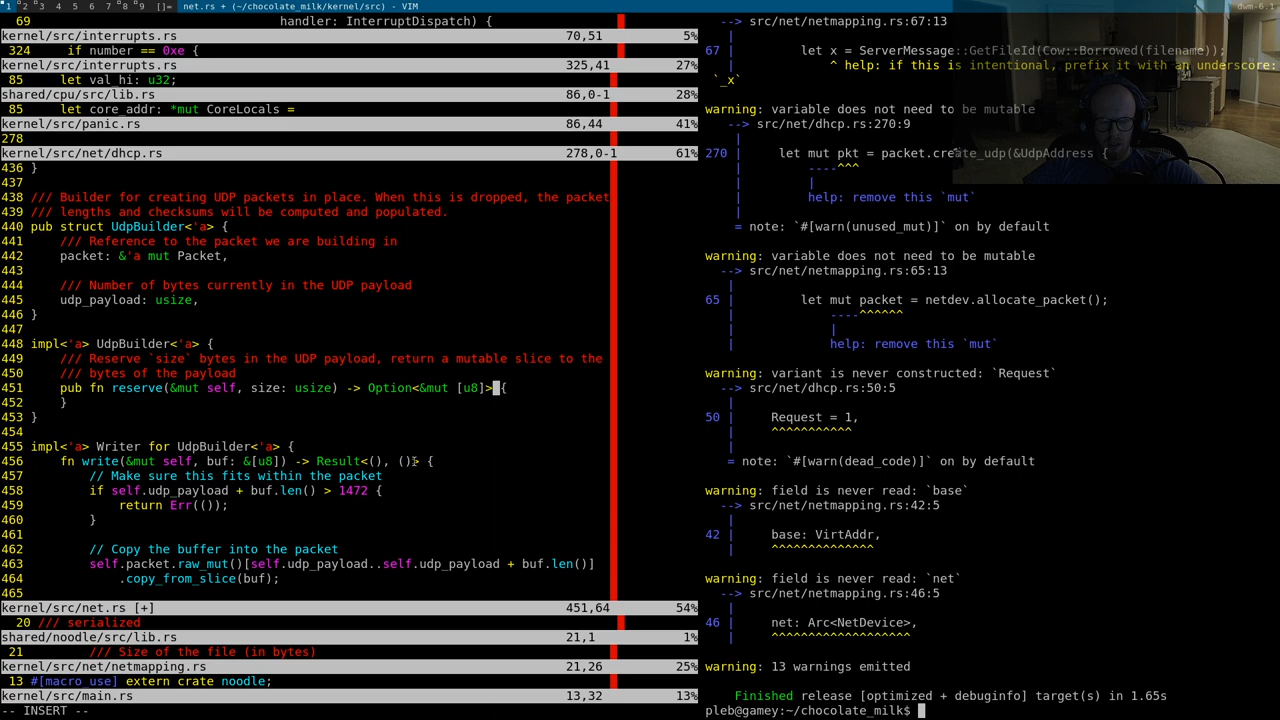 1 2 3 4 5 6 7 8 9 []= net.rs + (~/chocolate_milk/kernel/src) - VIM dwm-6.1
69 handler: InterruptDispatch) {
kernel/src/interrupts.rs 70,51 5%
324 if number == 0xe {
kernel/src/interrupts.rs 325,41 27%
85 let val_hi: u32;
shared/cpu/src/lib.rs 86,0-1 28%
85 let core_addr: *mut CoreLocals =
kernel/src/panic.rs 86,44 41%
278
kernel/src/net/dhcp.rs 278,0-1 61%
436 }
437
438 /// Builder for creating UDP packets in place. When this is dropped, the packet
439 /// lengths and checksums will be computed and populated.
440 pub struct UdpBuilder<'a> {
441 /// Reference to the packet we are building in
442 packet: &'a mut Packet,
443
444 /// Number of bytes currently in the UDP payload
445 udp_payload: usize,
446 }
447
448 impl<'a> UdpBuilder<'a> {
449 /// Reserve `size` bytes in the UDP payload, return a mutable slice to the
450 /// bytes of the payload
451 pub fn reserve(&mut self, size: usize) -> Option<&mut [u8]> {
452 }
453 }
454
455 impl<'a> Writer for UdpBuilder<'a> {
456 fn write(&mut self, buf: &[u8]) -> Result<(), ()> {
457 // Make sure this fits within the packet
458 if self.udp_payload + buf.len() > 1472 {
459 return Err(());
460 }
461
462 // Copy the buffer into the packet
463 self.packet.raw_mut()[self.udp_payload..self.udp_payload + buf.len()]
464 .copy_from_slice(buf);
465
kernel/src/net.rs [+] 451,64 54%
20 /// serialized
shared/noodle/src/lib.rs 21,1 1%
21 /// Size of the file (in bytes)
kernel/src/net/netmapping.rs 21,26 25%
13 #[macro_use] extern crate noodle;
kernel/src/main.rs 13,32 13%
-- INSERT --
--> src/net/netmapping.rs:67:13
|
67 | let x = ServerMessage::GetFileId(Cow::Borrowed(filename));
| ^ help: if this is intentional, prefix it with an underscore:
`_x`

warning: variable does not need to be mutable
--> src/net/dhcp.rs:270:9
|
270 | let mut pkt = packet.create_udp(&UdpAddress {
| ----^^^
| |
| help: remove this `mut`
|
= note: `#[warn(unused_mut)]` on by default

warning: variable does not need to be mutable
--> src/net/netmapping.rs:65:13
|
65 | let mut packet = netdev.allocate_packet();
| ----^^^^^^
| |
| help: remove this `mut`

warning: variant is never constructed: `Request`
--> src/net/dhcp.rs:50:5
|
50 | Request = 1,
| ^^^^^^^^^^^
|
= note: `#[warn(dead_code)]` on by default

warning: field is never read: `base`
--> src/net/netmapping.rs:42:5
|
42 | base: VirtAddr,
| ^^^^^^^^^^^^^^

warning: field is never read: `net`
--> src/net/netmapping.rs:46:5
|
46 | net: Arc<NetDevice>,
| ^^^^^^^^^^^^^^^^^^^

warning: 13 warnings emitted

Finished release [optimized + debuginfo] target(s) in 1.65s
pleb@gamey:~/chocolate_milk$